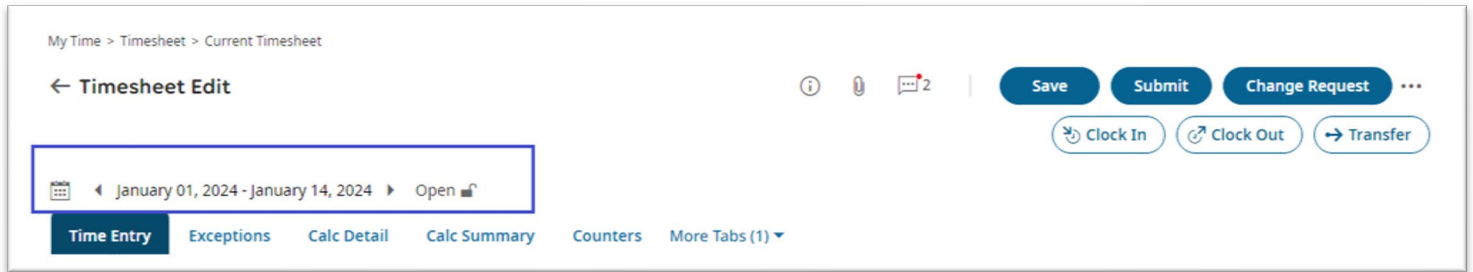 My Time > Timesheet > Current Timesheet
← Timesheet Edit
2
Save
Submit
Change Request
Clock In
Clock Out
Transfer
January 01, 2024 - January 14, 2024
Open
Time Entry
Exceptions
Calc Detail
Calc Summary
Counters
More Tabs (1)